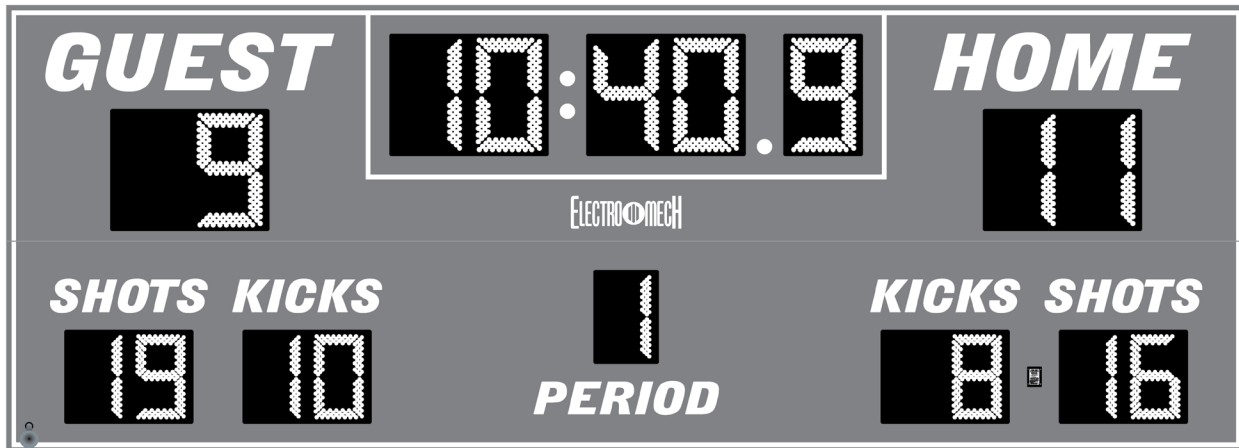 GUEST
10:40.9
HOME
9
11
ELECTRO MECH
SHOTS KICKS
1
KICKS SHOTS
19 10
8 16
PERIOD